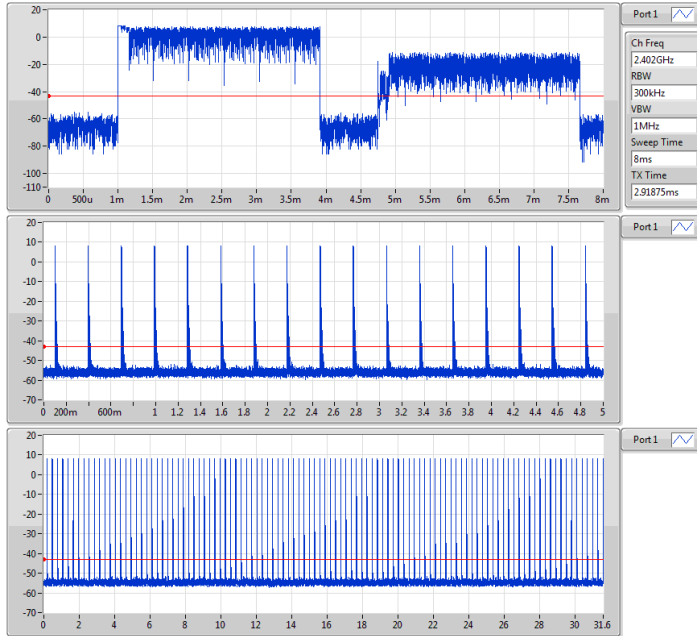 20
0
-20
-40
-60
-80
-100
-110
0 500u 1m 1.5m 2m 2.5m 3m 3.5m 4m 4.5m 5m 5.5m 6m 6.5m 7m 7.5m 8m
Port 1
Ch Freq
2.402GHz
RBW
300kHz
VBW
1MHz
Sweep Time
8ms
TX Time
2.91875ms
20
10
0
-10
-20
-30
-40
-50
-60
-70
0 200m 600m 1 1.2 1.4 1.6 1.8 2 2.2 2.4 2.6 2.8 3 3.2 3.4 3.6 3.8 4 4.2 4.4 4.6 4.8 5
Port 1
20
10
0
-10
-20
-30
-40
-50
-60
-70
0 2 4 6 8 10 12 14 16 18 20 22 24 26 28 30 31.6
Port 1